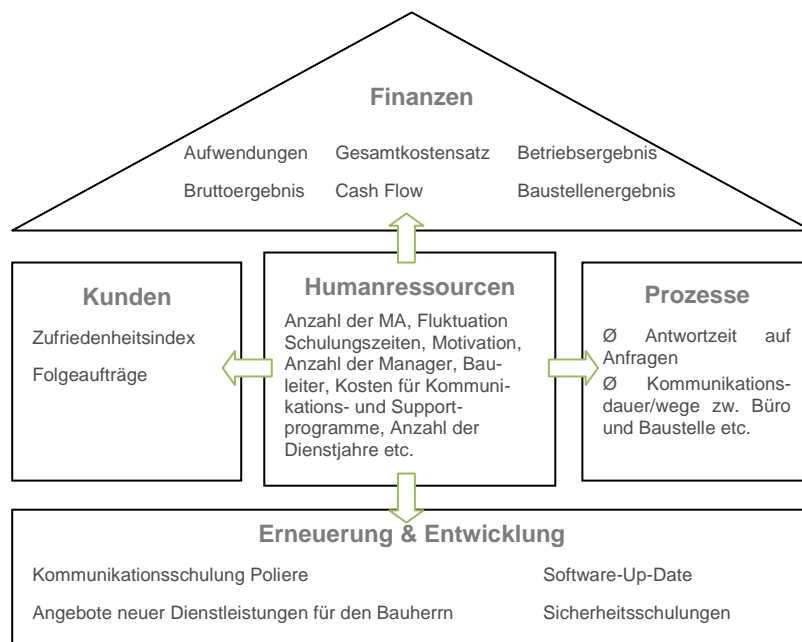 Finanzen
Aufwendungen Gesamtkostensatz Betriebsergebnis
Bruttoergebnis Cash Flow Baustellenergebnis
Kunden
Zufriedenheitsindex
Folgeaufträge
Humanressourcen
Anzahl der MA, Fluktuation
Schulungszeiten, Motivation,
Anzahl der Manager, Bau-
leiter, Kosten für Kommuni-
kations- und Support-
programme, Anzahl der
Dienstjahre etc.
Prozesse
Ø Antwortzeit auf
Anfragen
Ø Kommunikations-
dauer/wege zw. Büro
und Baustelle etc.
Erneuerung & Entwicklung
Kommunikationsschulung Poliere Software-Up-Date
Angebote neuer Dienstleistungen für den Bauherrn Sicherheitsschulungen